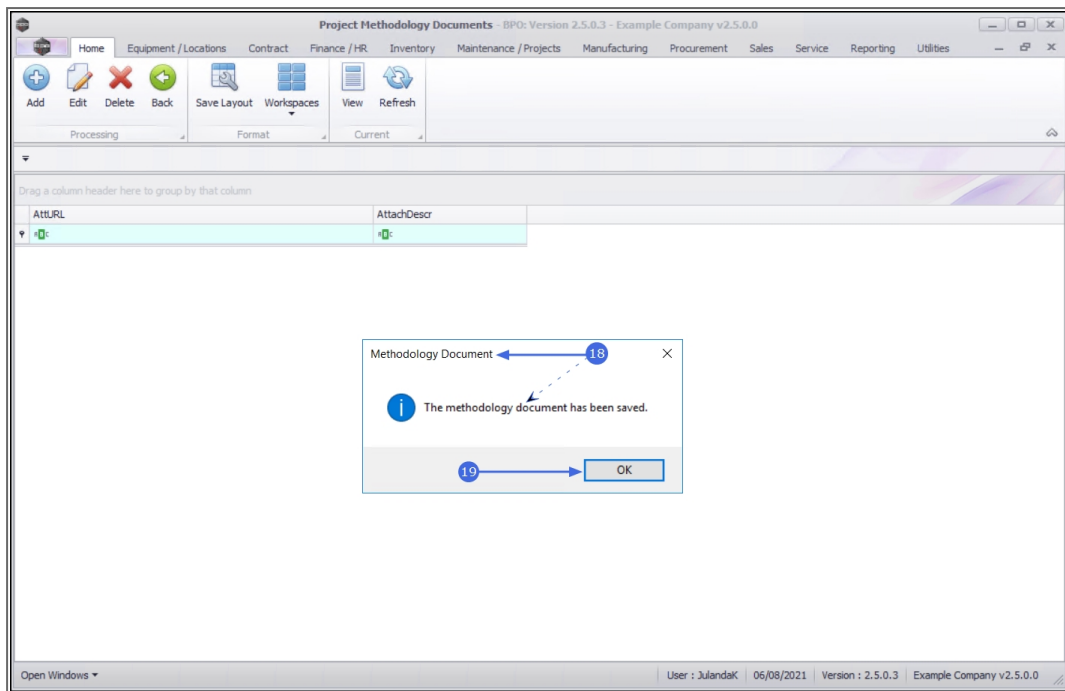 Project Methodology Documents - BPO: Version 2.5.0.3 - Example Company v2.5.0.0
Home Equipment / Locations Contract Finance / HR Inventory Maintenance / Projects Manufacturing Procurement Sales Service Reporting Utilities
Add Edit Delete Back Save Layout Workspaces View Refresh
Processing Format Current
Drag a column header here to group by that column
AttURL AttachDescr
Methodology Document 18
The methodology document has been saved.
19 OK
Open Windows User : JulandaK 06/08/2021 Version : 2.5.0.3 Example Company v2.5.0.0